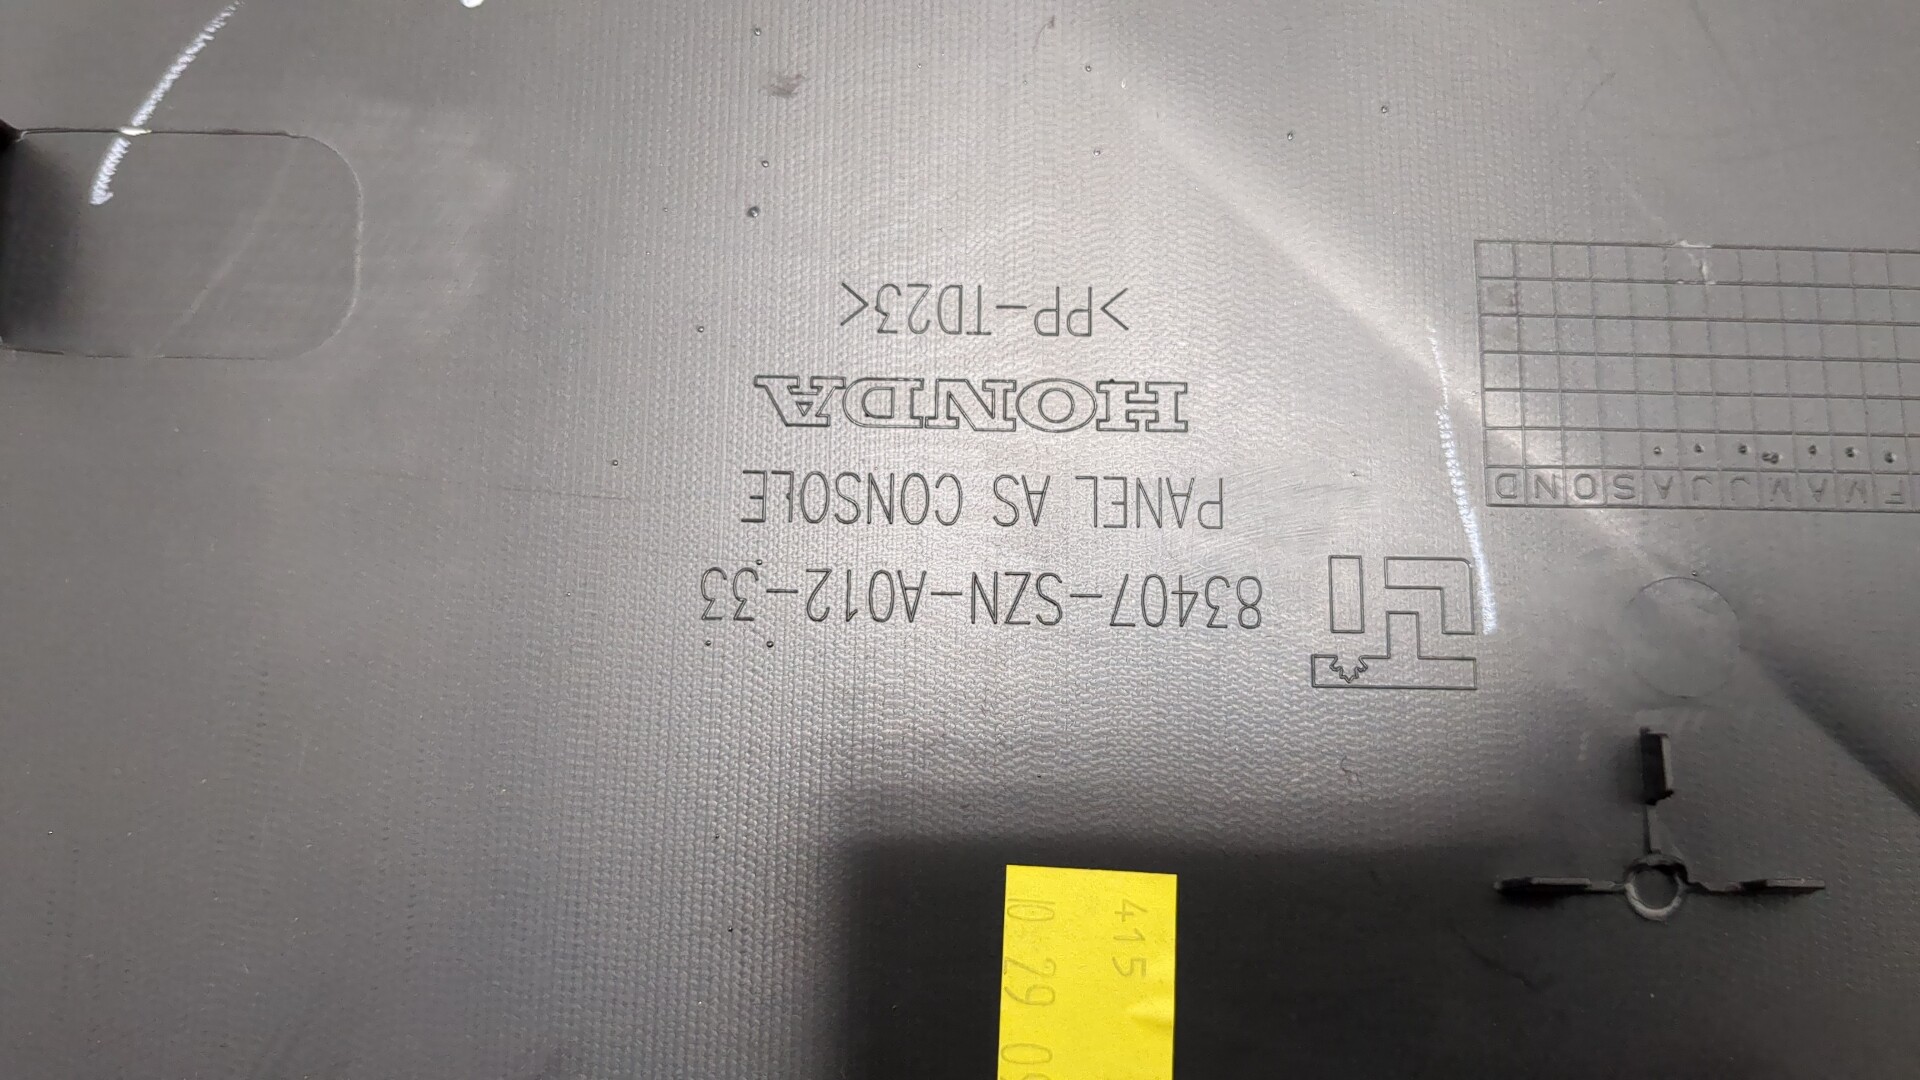 83407-SZN-A012-33
PANEL AS CONSOLE
HONDA
>PP-TD23<
F M A M J J A S O N D
415
10 29 0